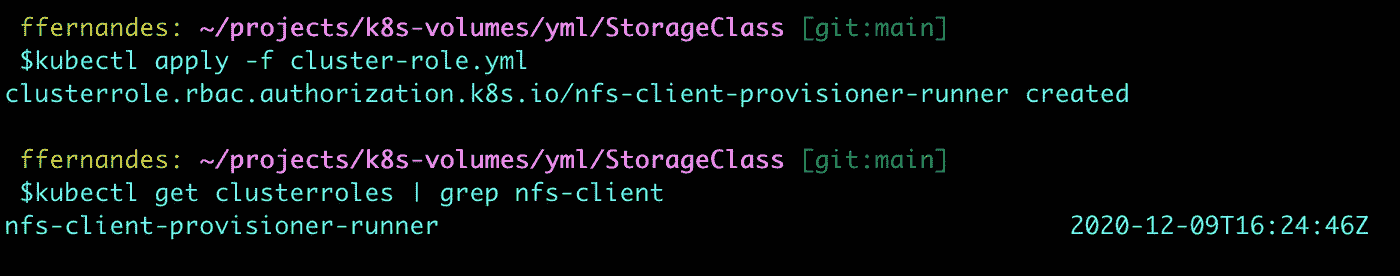 ffernandes: ~/projects/k8s-volumes/yml/StorageClass [git:main]
$kubectl apply -f cluster-role.yml
clusterrole.rbac.authorization.k8s.io/nfs-client-provisioner-runner created
ffernandes: ~/projects/k8s-volumes/yml/StorageClass [git:main]
$kubectl get clusterroles | grep nfs-client
nfs-client-provisioner-runner 2020-12-09T16:24:46Z